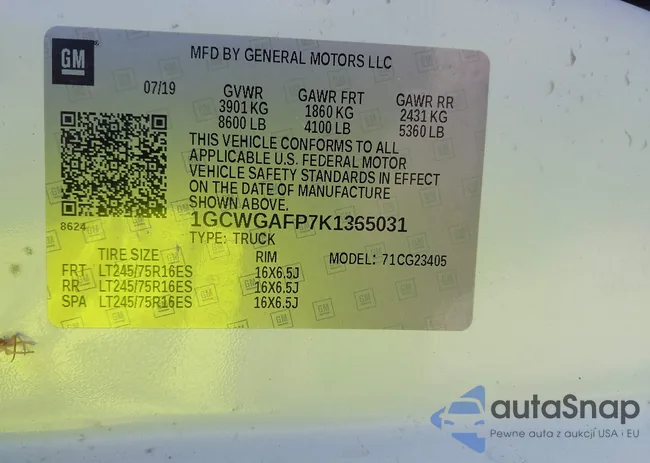 GM
MFD BY GENERAL MOTORS LLC
07/19
GVWR GAWR FRT GAWR RR
3901 KG 1860 KG 2431 KG
8600 LB 4100 LB 5360 LB
THIS VEHICLE CONFORMS TO ALL
APPLICABLE U.S. FEDERAL MOTOR
VEHICLE SAFETY STANDARDS IN EFFECT
ON THE DATE OF MANUFACTURE
SHOWN ABOVE.
8624
1GCWGAFP7K1365031
TYPE: TRUCK
TIRE SIZE RIM MODEL: 71CG23405
FRT LT245/75R16ES 16X6.5J
RR LT245/75R16ES 16X6.5J
SPA LT245/75R16ES 16X6.5J
autaSnap
Pewne auta z aukcji USA i EU